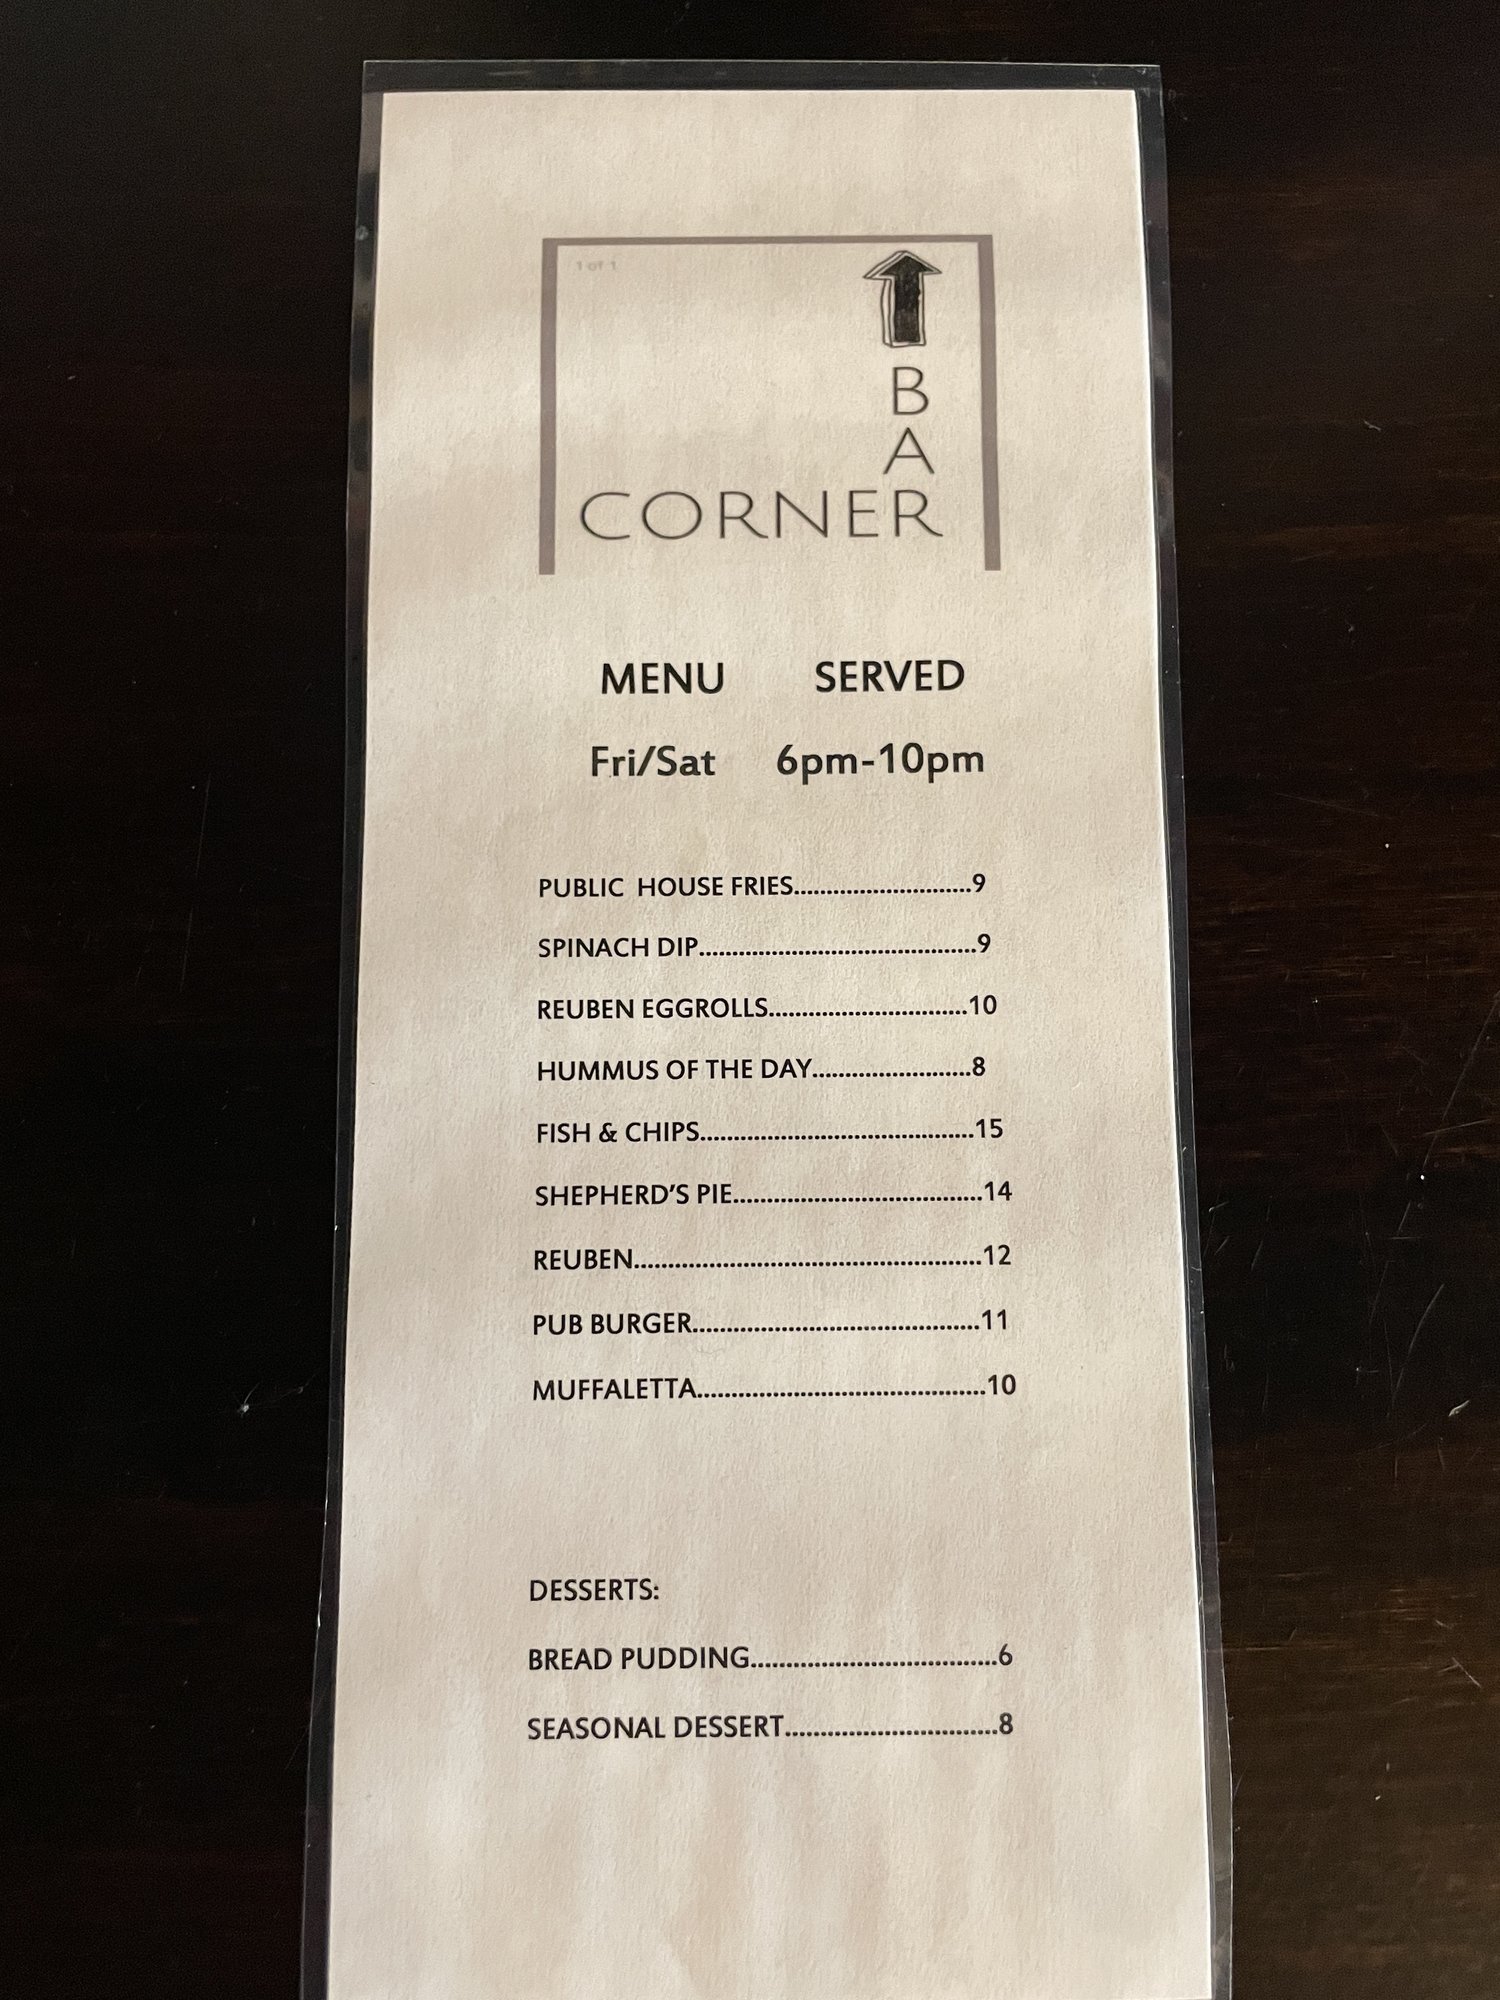 1 of 1
B
A
CORNER
MENU SERVED
Fri/Sat 6pm-10pm
PUBLIC HOUSE FRIES...........................9
SPINACH DIP..........................................9
REUBEN EGGROLLS..............................10
HUMMUS OF THE DAY........................8
FISH & CHIPS.........................................15
SHEPHERD'S PIE.....................................14
REUBEN....................................................12
PUB BURGER...........................................11
MUFFALETTA...........................................10
DESSERTS:
BREAD PUDDING...................................6
SEASONAL DESSERT..............................8